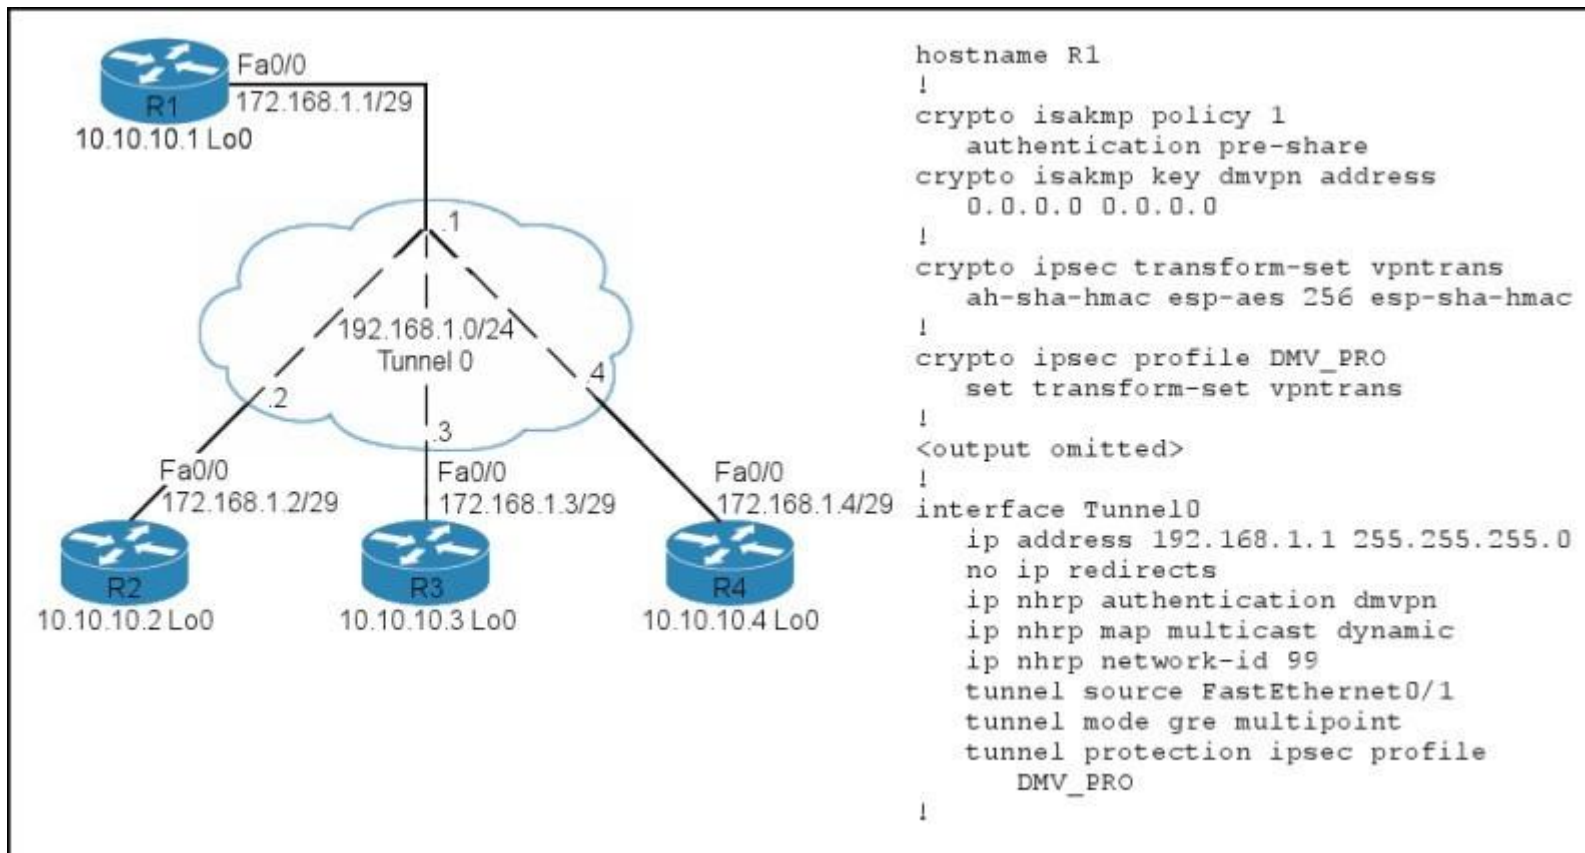 Fa0/0
172.168.1.1/29
R1
10.10.10.1 Lo0
.1
192.168.1.0/24
Tunnel 0
.2
.3
.4
Fa0/0
172.168.1.2/29
R2
10.10.10.2 Lo0
Fa0/0
172.168.1.3/29
R3
10.10.10.3 Lo0
Fa0/0
172.168.1.4/29
R4
10.10.10.4 Lo0
hostname R1
!
crypto isakmp policy 1
authentication pre-share
crypto isakmp key dmvpn address
0.0.0.0 0.0.0.0
!
crypto ipsec transform-set vpntrans
ah-sha-hmac esp-aes 256 esp-sha-hmac
!
crypto ipsec profile DMV_PRO
set transform-set vpntrans
!
<output omitted>
!
interface Tunnel0
ip address 192.168.1.1 255.255.255.0
no ip redirects
ip nhrp authentication dmvpn
ip nhrp map multicast dynamic
ip nhrp network-id 99
tunnel source FastEthernet0/1
tunnel mode gre multipoint
tunnel protection ipsec profile
DMV_PRO
!